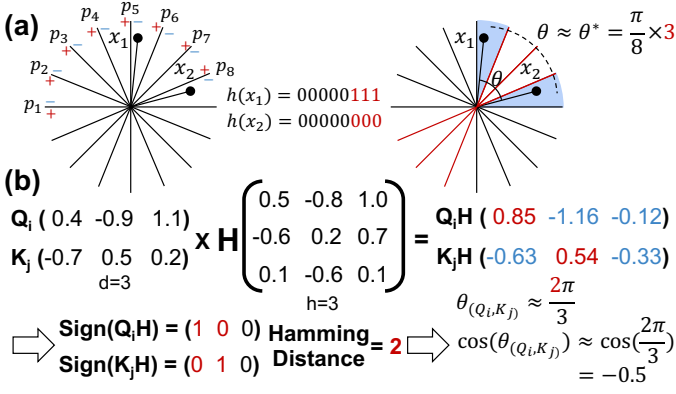 (a)
p₁ + −
p₂ + −
p₃ + −
p₄ + −
p₅ + −
p₆ + −
p₇ + −
p₈ + −
x₁
x₂
h(x₁) = 00000111
h(x₂) = 00000000
x₁
x₂
θ
θ ≈ θ* = π/8 ×3
(b)
Qᵢ ( 0.4 -0.9 1.1)
Kⱼ (-0.7 0.5 0.2)
d=3
x H
0.5 -0.8 1.0
-0.6 0.2 0.7
0.1 -0.6 0.1
h=3
=
QᵢH ( 0.85 -1.16 -0.12)
KⱼH (-0.63 0.54 -0.33)
Sign(QᵢH) = (1 0 0)
Sign(KⱼH) = (0 1 0)
Hamming
Distance = 2
θ(Qᵢ,Kⱼ) ≈ 2π/3
cos(θ(Qᵢ,Kⱼ)) ≈ cos(2π/3)
= −0.5